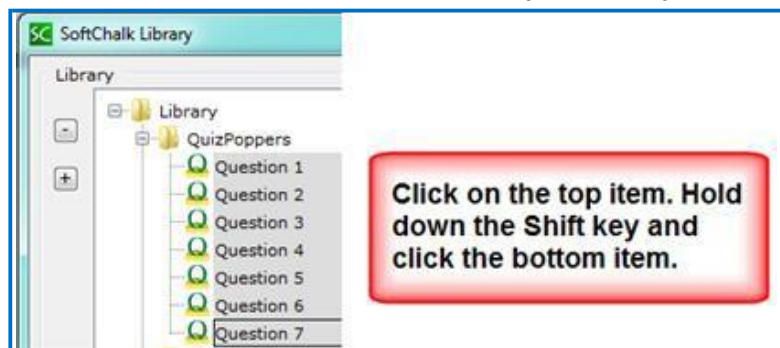 SC SoftChalk Library
Library
Library
-
QuizPoppers
+
Question 1
Question 2
Question 3
Question 4
Question 5
Question 6
Question 7
Click on the top item. Hold
down the Shift key and
click the bottom item.